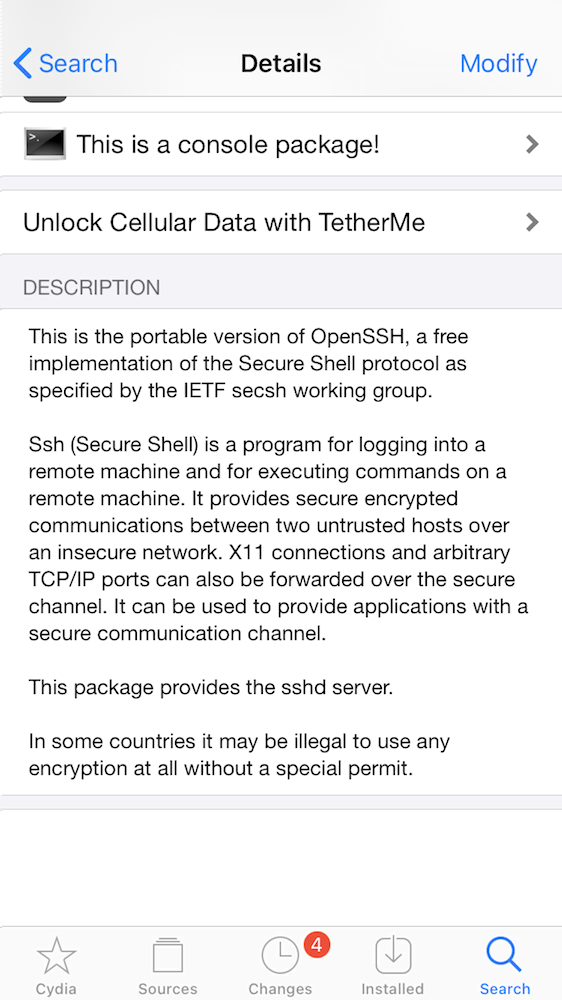 Search
Details
Modify
>_
This is a console package!
Unlock Cellular Data with TetherMe
DESCRIPTION
This is the portable version of OpenSSH, a free
implementation of the Secure Shell protocol as
specified by the IETF secsh working group.
Ssh (Secure Shell) is a program for logging into a
remote machine and for executing commands on a
remote machine. It provides secure encrypted
communications between two untrusted hosts over
an insecure network. X11 connections and arbitrary
TCP/IP ports can also be forwarded over the secure
channel. It can be used to provide applications with a
secure communication channel.
This package provides the sshd server.
In some countries it may be illegal to use any
encryption at all without a special permit.
4
Cydia
Sources
Changes
Installed
Search